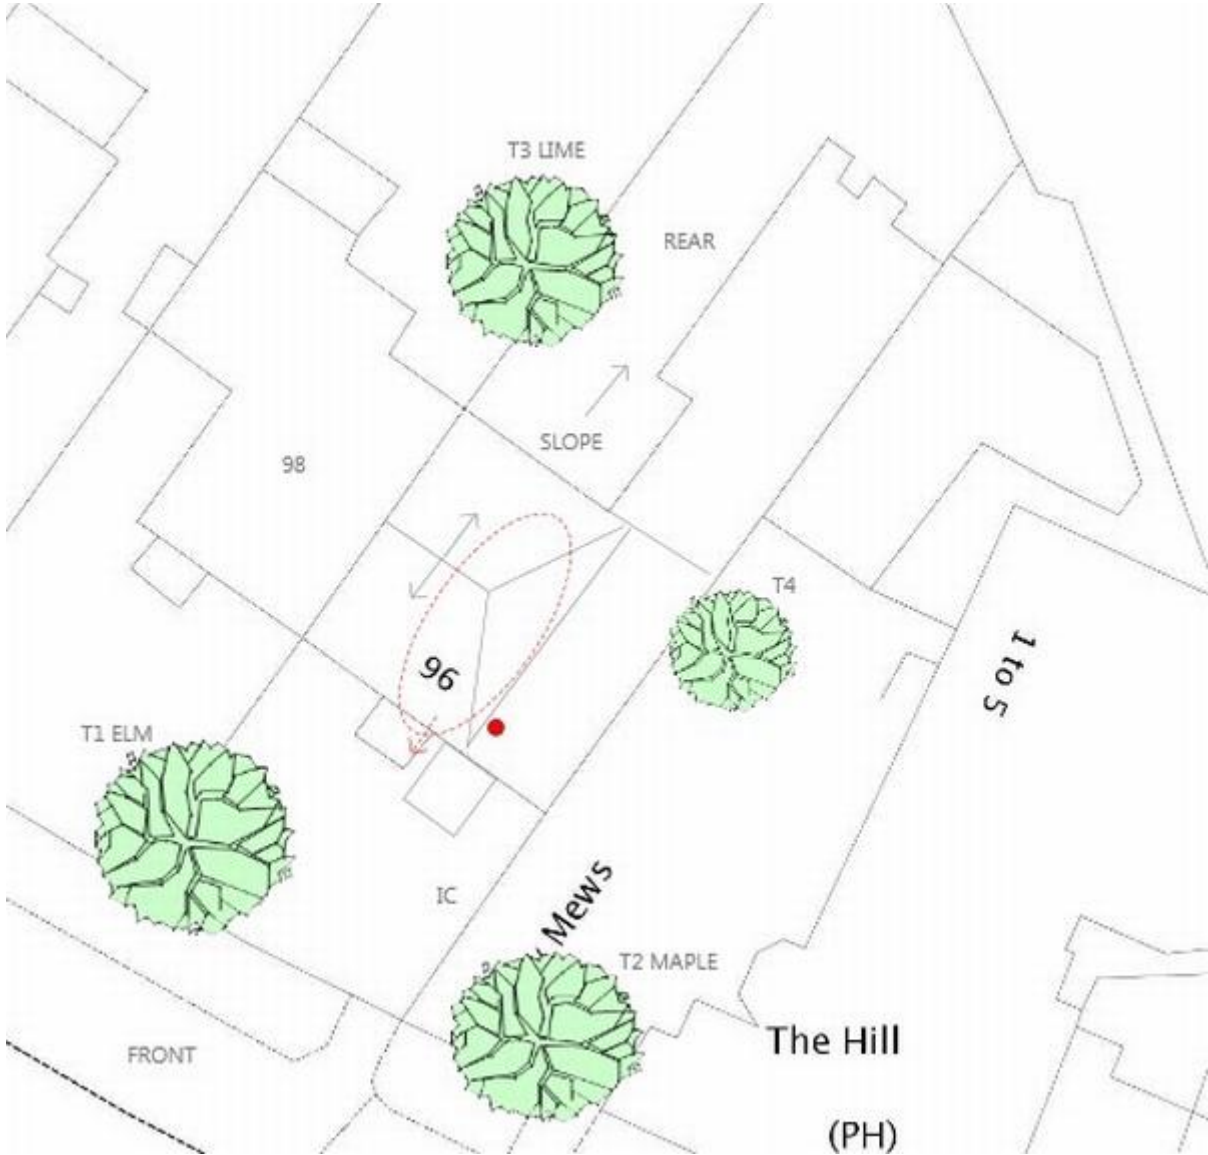 T3 LIME
REAR
SLOPE
98
T4
1 to 5
96
T1 ELM
IC
Mews
T2 MAPLE
The Hill
FRONT
(PH)